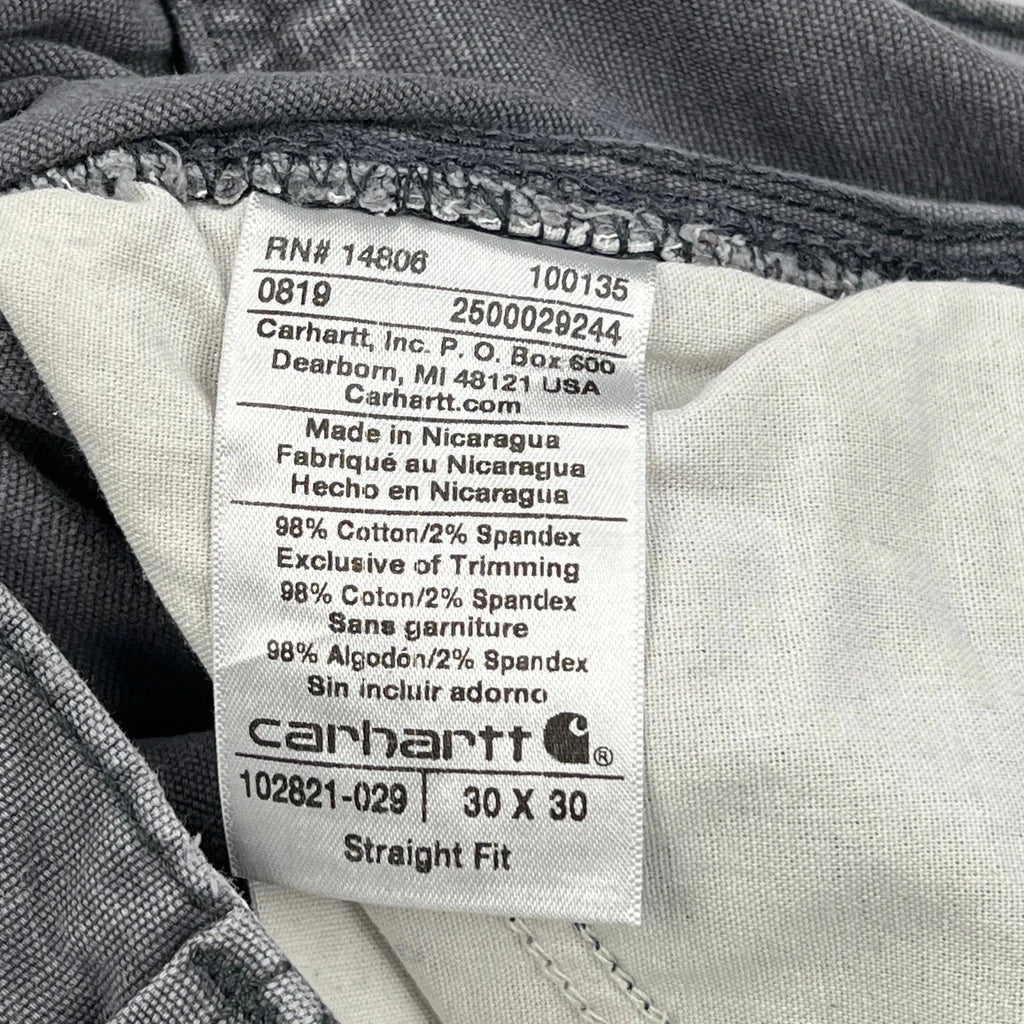 RN# 14806 100135
0819 2500029244
Carhartt, Inc. P. O. Box 600
Dearborn, MI 48121 USA
Carhartt.com
Made in Nicaragua
Fabriqué au Nicaragua
Hecho en Nicaragua
98% Cotton/2% Spandex
Exclusive of Trimming
98% Coton/2% Spandex
Sans garniture
98% Algodón/2% Spandex
Sin incluir adorno
carhartt ®
102821-029 | 30 X 30
Straight Fit